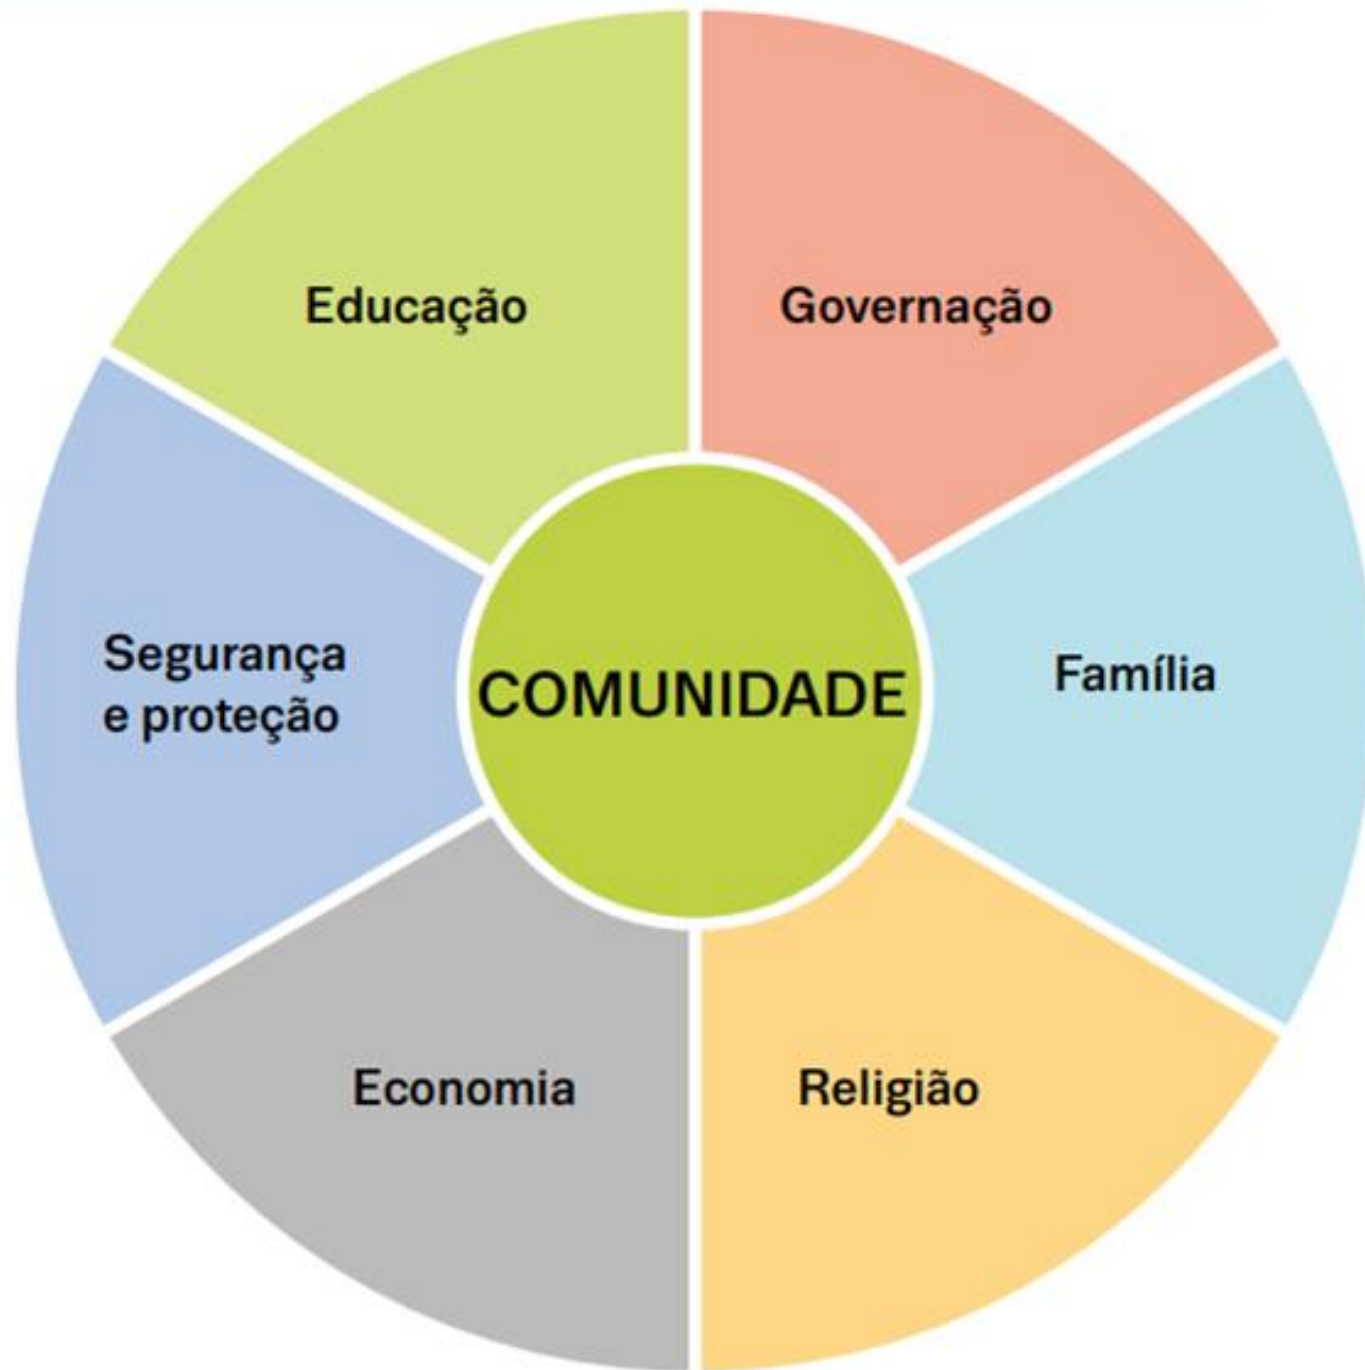 Educação
Governação
Segurança
e proteção
COMUNIDADE
Família
Economia
Religião